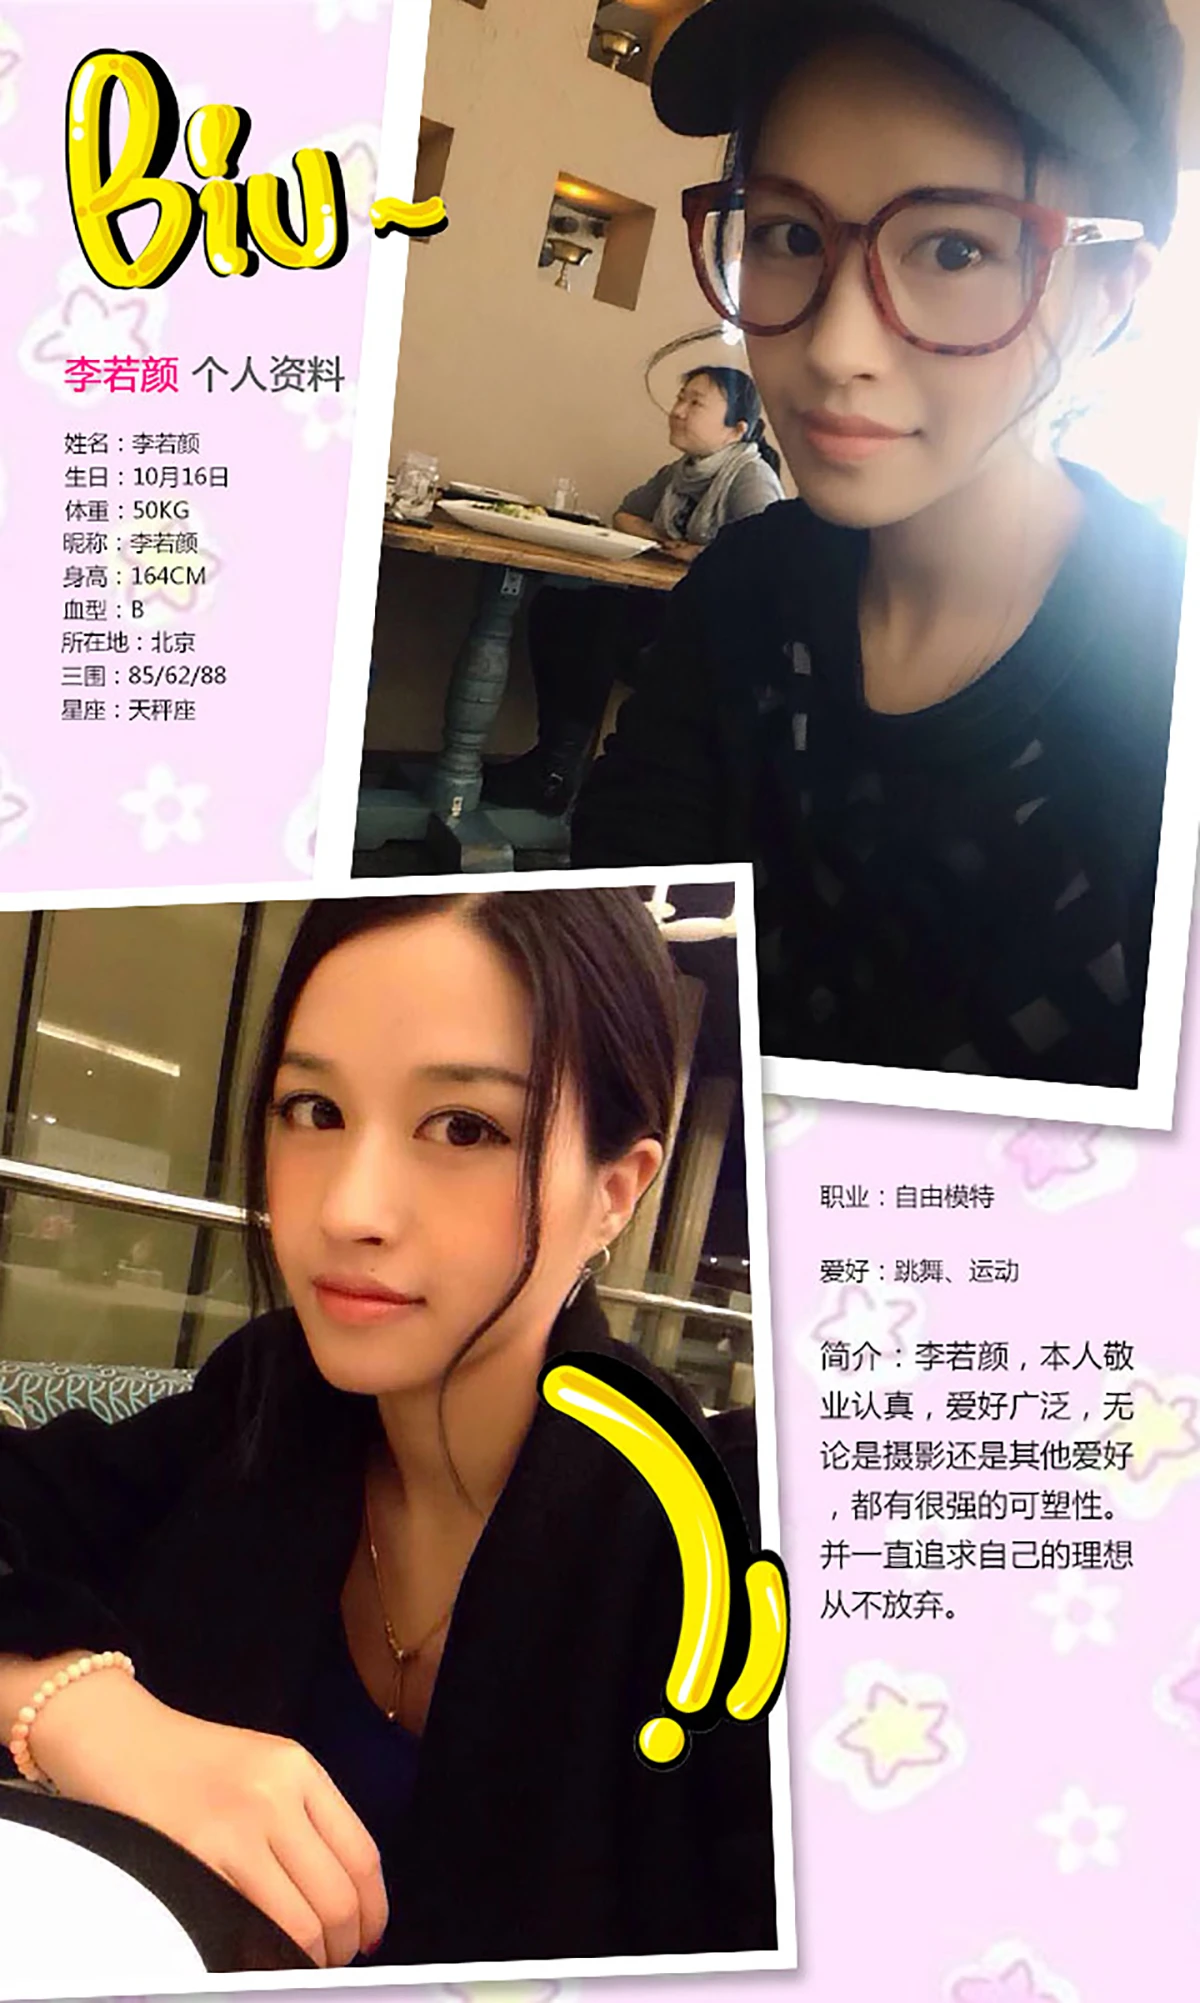 Biu~
李若颜 个人资料
姓名：李若颜
生日：10月16日
体重：50KG
昵称：李若颜
身高：164CM
血型：B
所在地：北京
三围：85/62/88
星座：天秤座
职业：自由模特
爱好：跳舞、运动
简介：李若颜，本人敬
业认真，爱好广泛，无
论是摄影还是其他爱好
，都有很强的可塑性。
并一直追求自己的理想
从不放弃。